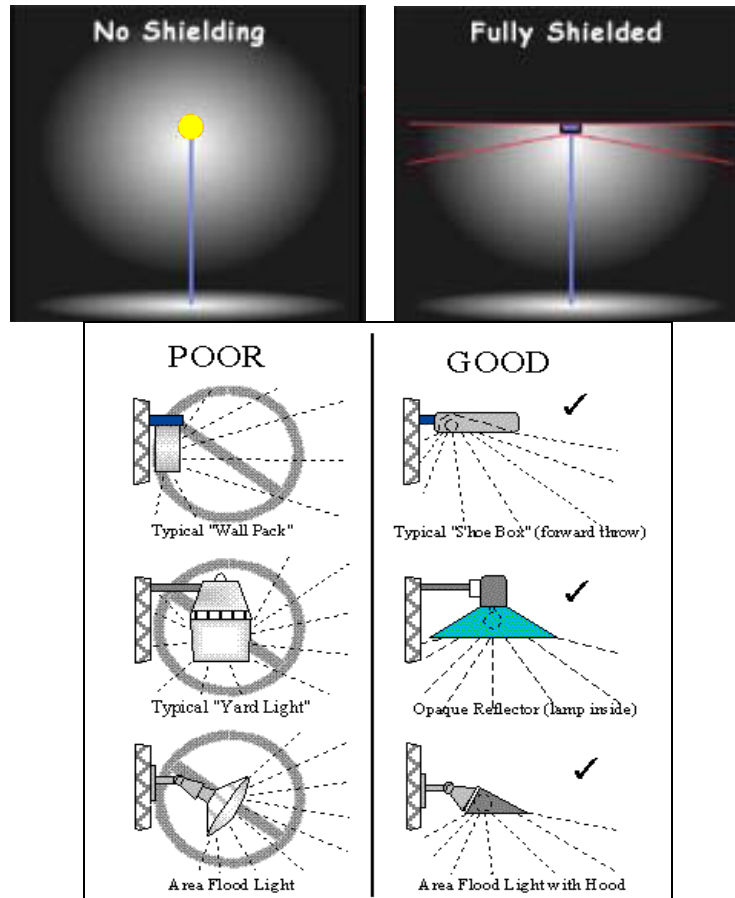 No Shielding
Fully Shielded
POOR
GOOD
Typical "Wall Pack"
Typical "Shoe Box" (forward throw)
Typical "Yard Light"
Opaque Reflector (lamp inside)
Area Flood Light
Area Flood Light with Hood